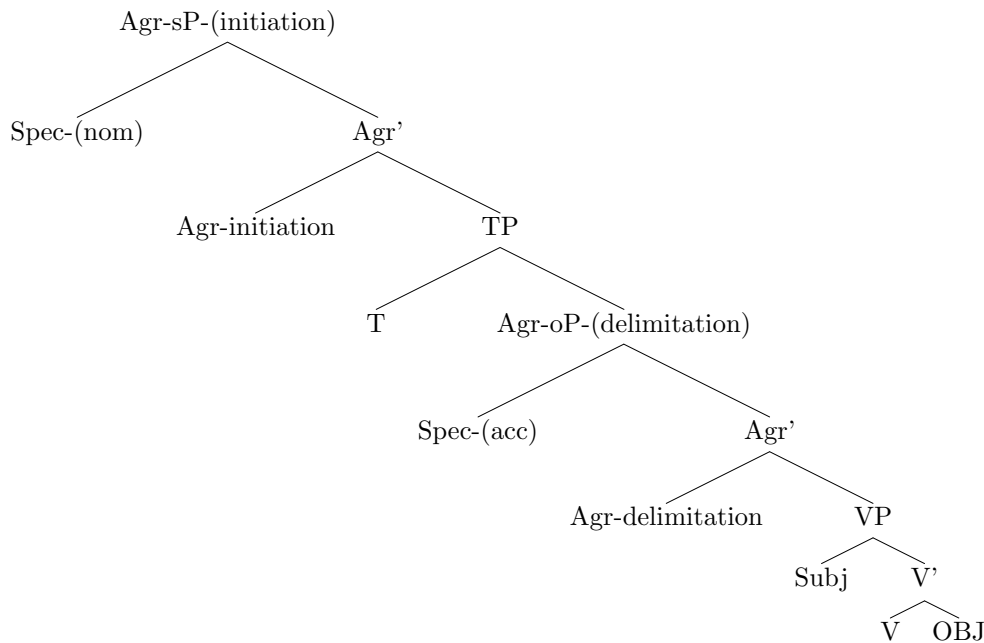 Agr-sP-(initiation)
Spec-(nom) Agr'
Agr-initiation TP
T Agr-oP-(delimitation)
Spec-(acc) Agr'
Agr-delimitation VP
Subj V'
V OBJ